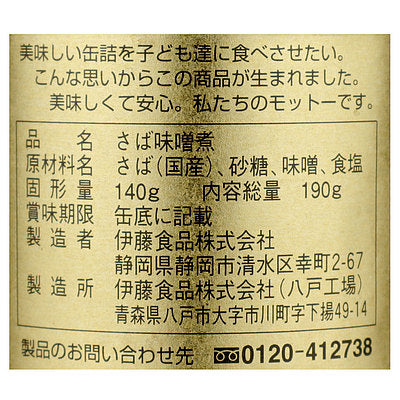 美味しい缶詰を子ども達に食べさせたい。
こんな思いからこの商品が生まれました。
美味しくて安心。私たちのモットーです。
品名 さば味噌煮
原材料名 さば(国産)、砂糖、味噌、食塩
固形量 140g 内容総量 190g
賞味期限 缶底に記載
製造者 伊藤食品株式会社
静岡県静岡市清水区幸町2-67
製造所 伊藤食品株式会社(八戸工場)
青森県八戸市大字市川町字下揚49-14
製品のお問い合わせ先 0120-412738